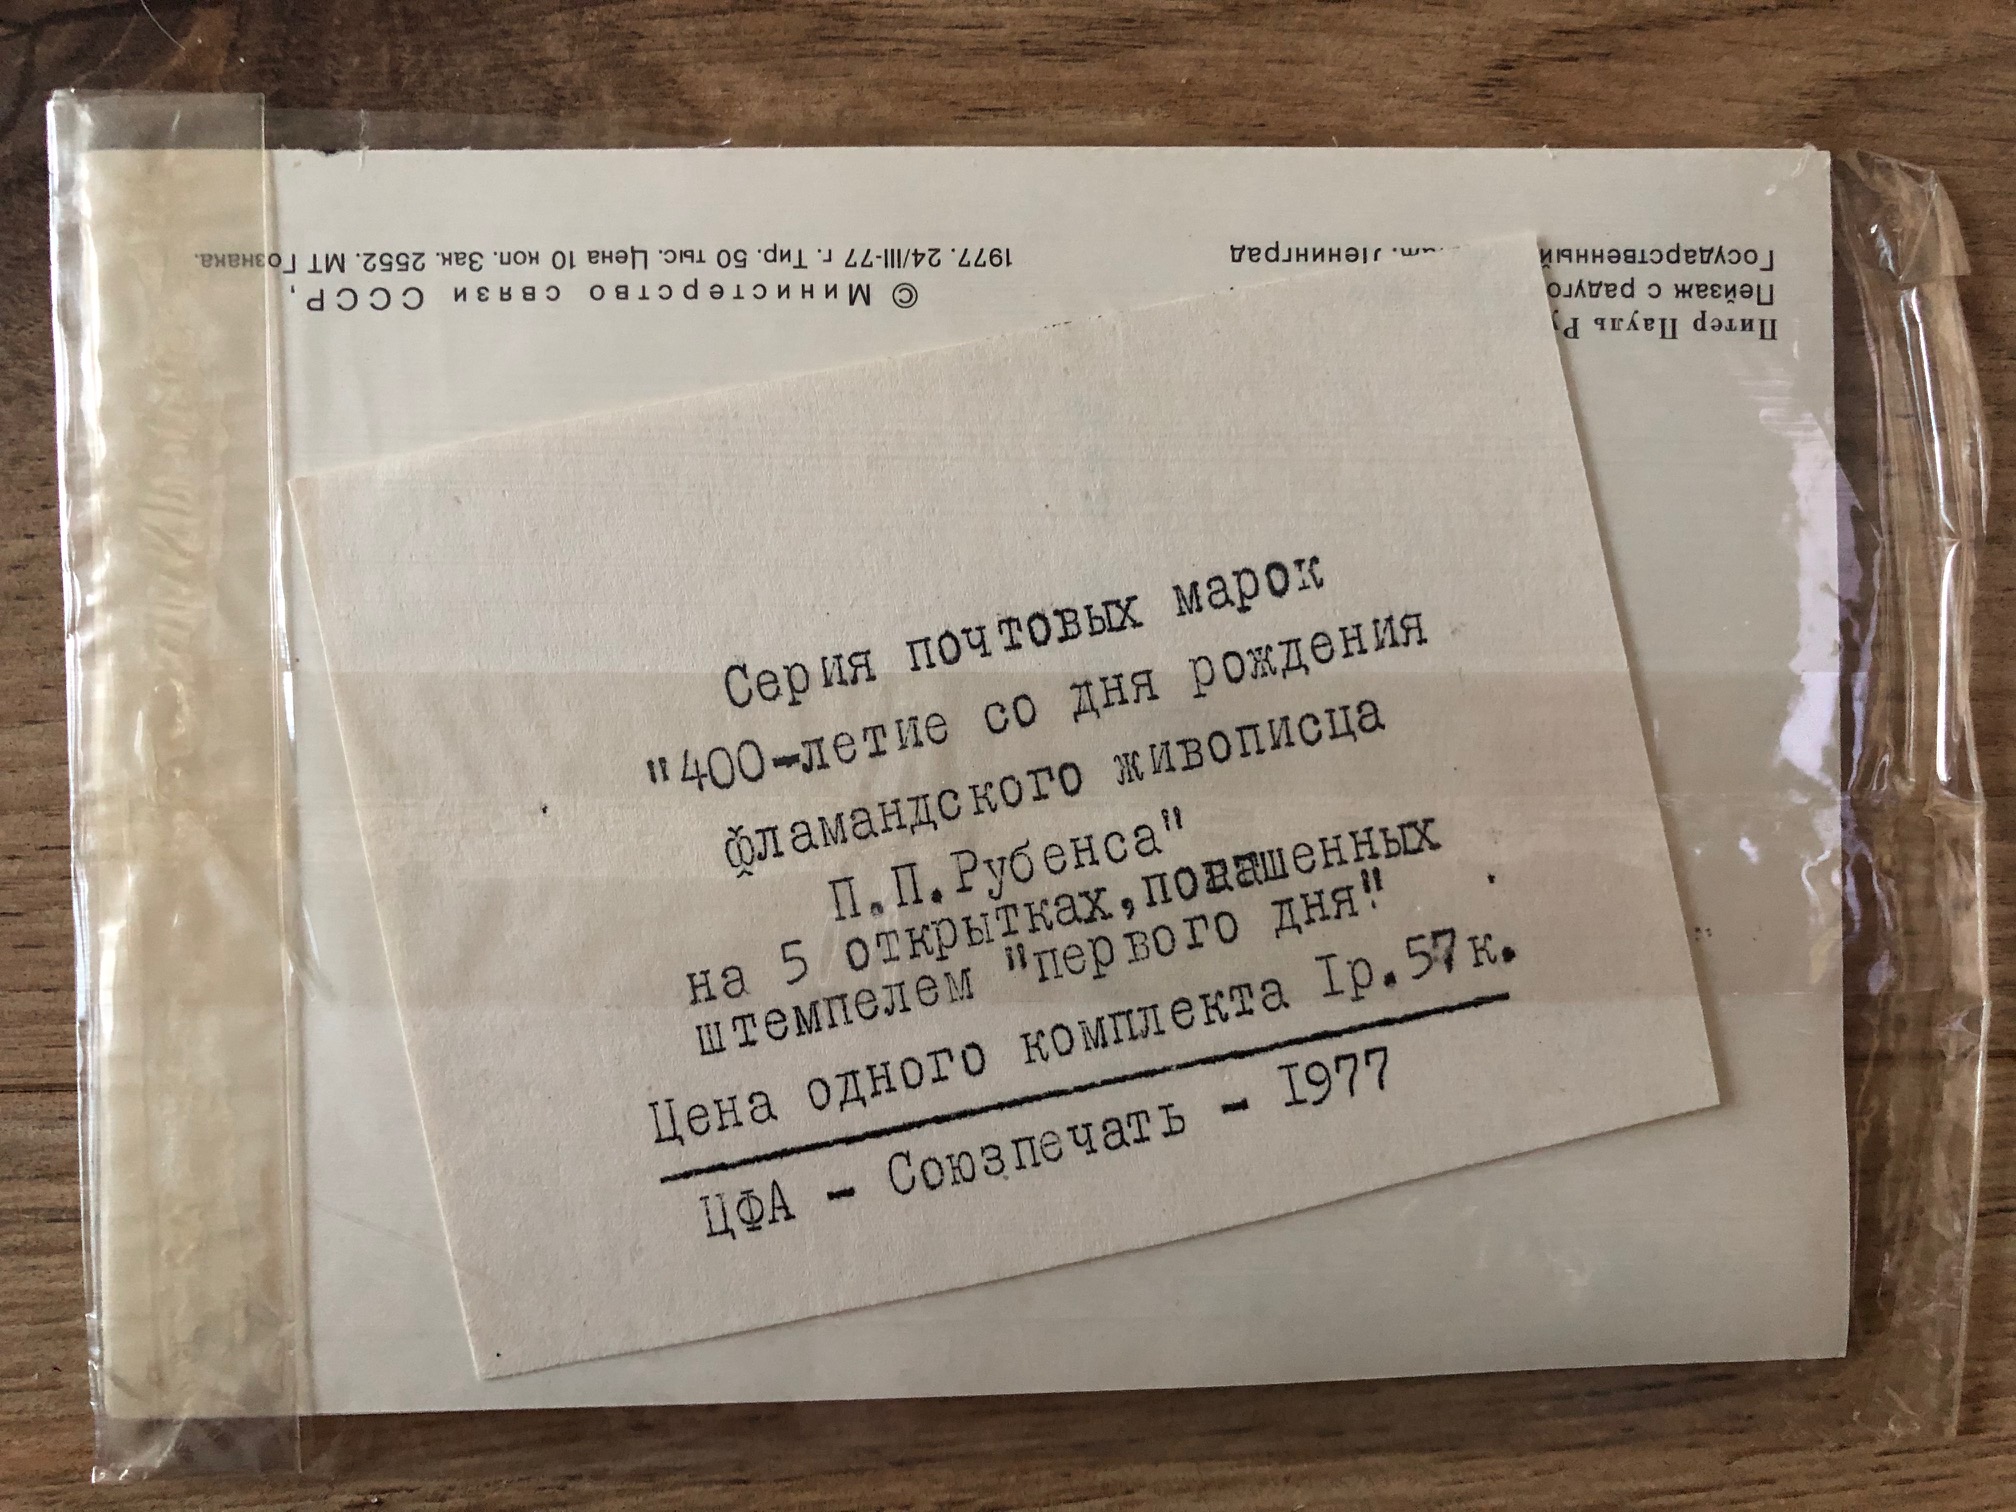 Серия почтовых марок
"400-летие со дня рождения
фламандского живописца
П.П.Рубенса"
на 5 открытках,погашенных
штемпелем "первого дня"
Цена одного комплекта Iр.57к.
ЦФА - Союзпечать - I977
Питер Пауль Ру
Пейзаж с радуго
Государственный Ленинград
© Министерство связи СССР,
1977. 24/III-77 г. Тир. 50 тыс. Цена 10 коп. Зак. 2552. МТ Гознака.